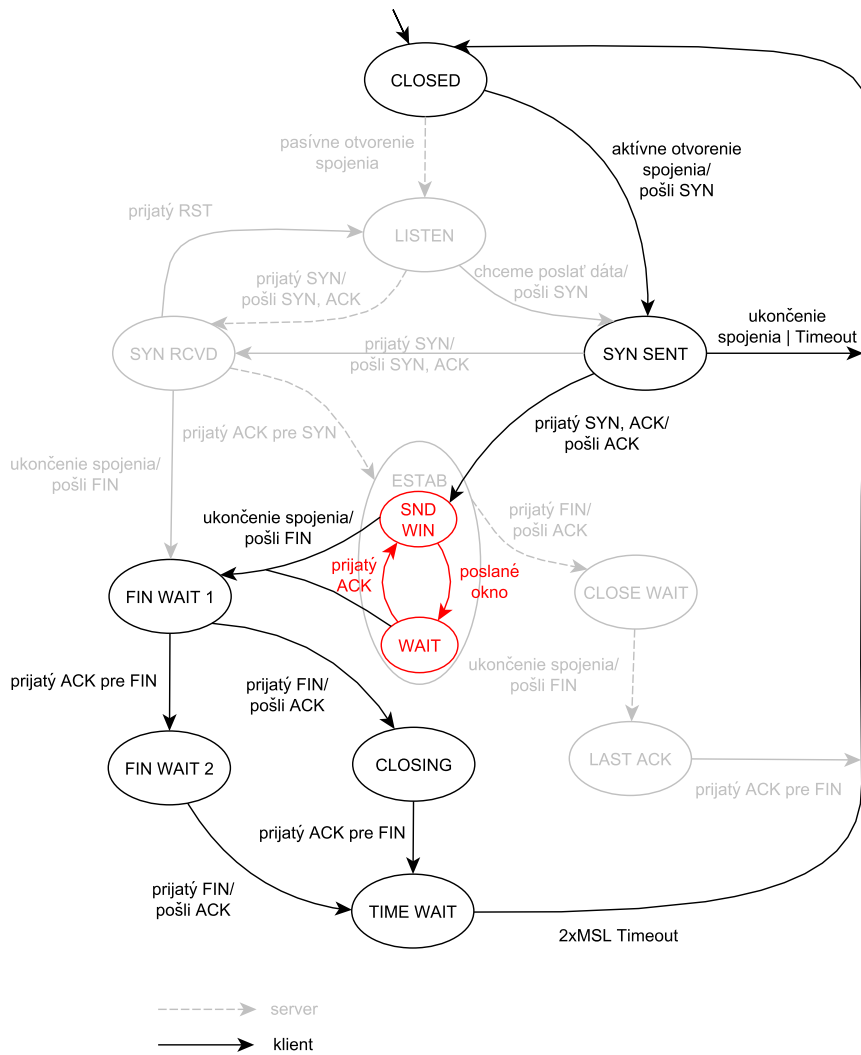 CLOSED
pasívne otvorenie
spojenia
aktívne otvorenie
spojenia/
pošli SYN
prijatý RST
LISTEN
prijatý SYN/
pošli SYN, ACK
chceme poslať dáta/
pošli SYN
ukončenie
spojenia | Timeout
SYN RCVD
prijatý SYN/
pošli SYN, ACK
SYN SENT
prijatý ACK pre SYN
prijatý SYN, ACK/
pošli ACK
ukončenie spojenia/
pošli FIN
ESTAB
SND
WIN
prijatý FIN/
pošli ACK
ukončenie spojenia/
pošli FIN
prijatý
ACK
poslané
okno
FIN WAIT 1
CLOSE WAIT
WAIT
ukončenie spojenia/
pošli FIN
prijatý ACK pre FIN
prijatý FIN/
pošli ACK
FIN WAIT 2
CLOSING
LAST ACK
prijatý ACK pre FIN
prijatý ACK pre FIN
prijatý FIN/
pošli ACK
TIME WAIT
2xMSL Timeout
server
klient